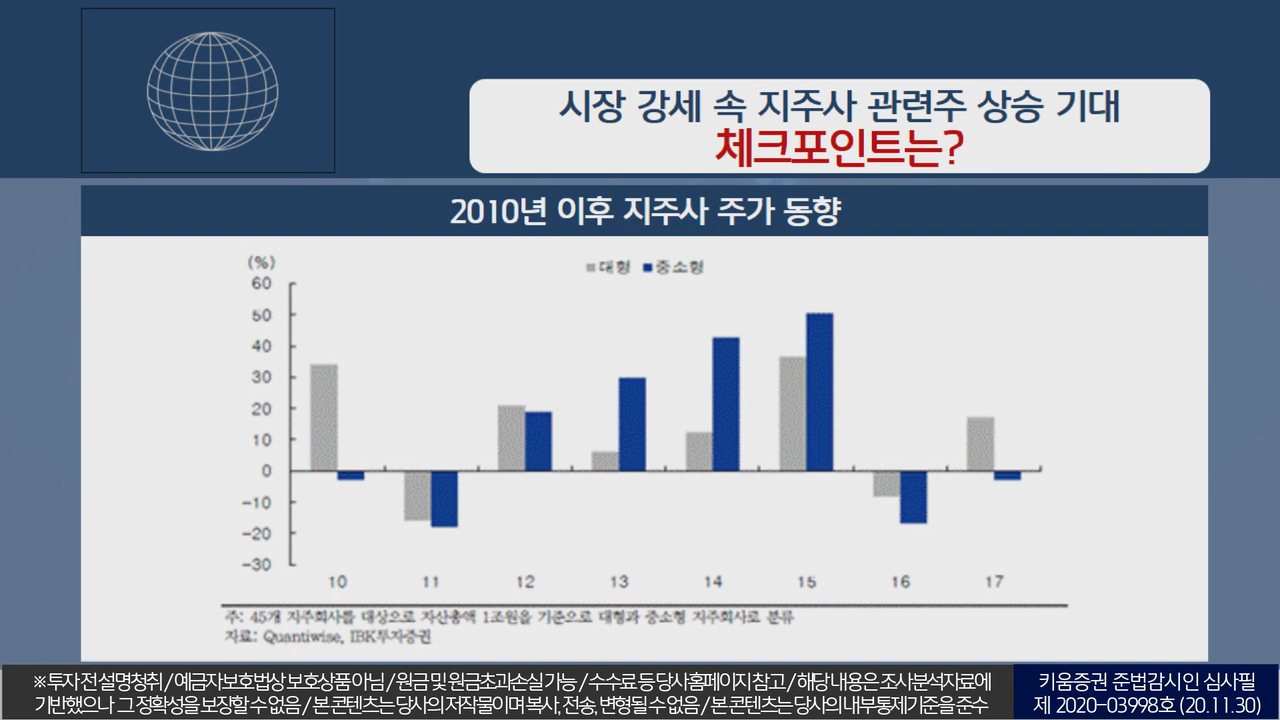 시장 강세 속 지주사 관련주 상승 기대
체크포인트는?
2010년 이후 지주사 주가 동향
(%)
대형 중소형
60
50
40
30
20
10
0
-10
-20
-30
10 11 12 13 14 15 16 17
주: 45개 지주회사를 대상으로 자산총액 1조원을 기준으로 대형과 중소형 지주회사로 분류
자료: Quantiwise, IBK투자증권
※ 투자 전 설명청취 / 예금자보호법상 보호상품 아님 / 원금 및 원금초과손실 가능 / 수수료 등 당사홈페이지 참고 / 해당 내용은 조사분석자료에
기반했으나 그 정확성을 보장할 수 없음 / 본 콘텐츠는 당사의 저작물이며 복사, 전송, 변형될 수 없음 / 본 콘텐츠는 당사의 내부통제기준을 준수
키움증권 준법감시인 심사필
제 2020-03998호 (20.11.30)